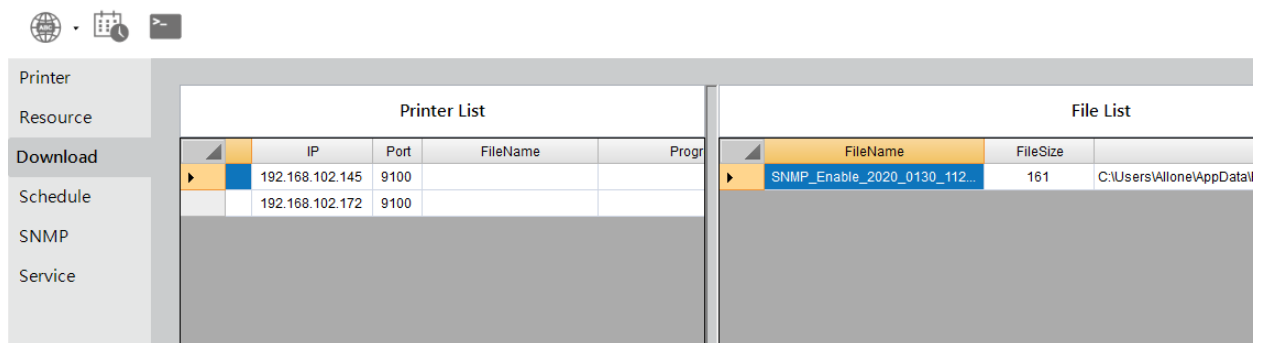 ABC
Printer
Resource
Download
Schedule
SNMP
Service
Printer List
IP Port FileName Progr
192.168.102.145 9100
192.168.102.172 9100
File List
FileName FileSize
SNMP_Enable_2020_0130_112... 161 C:\Users\Allone\AppData\